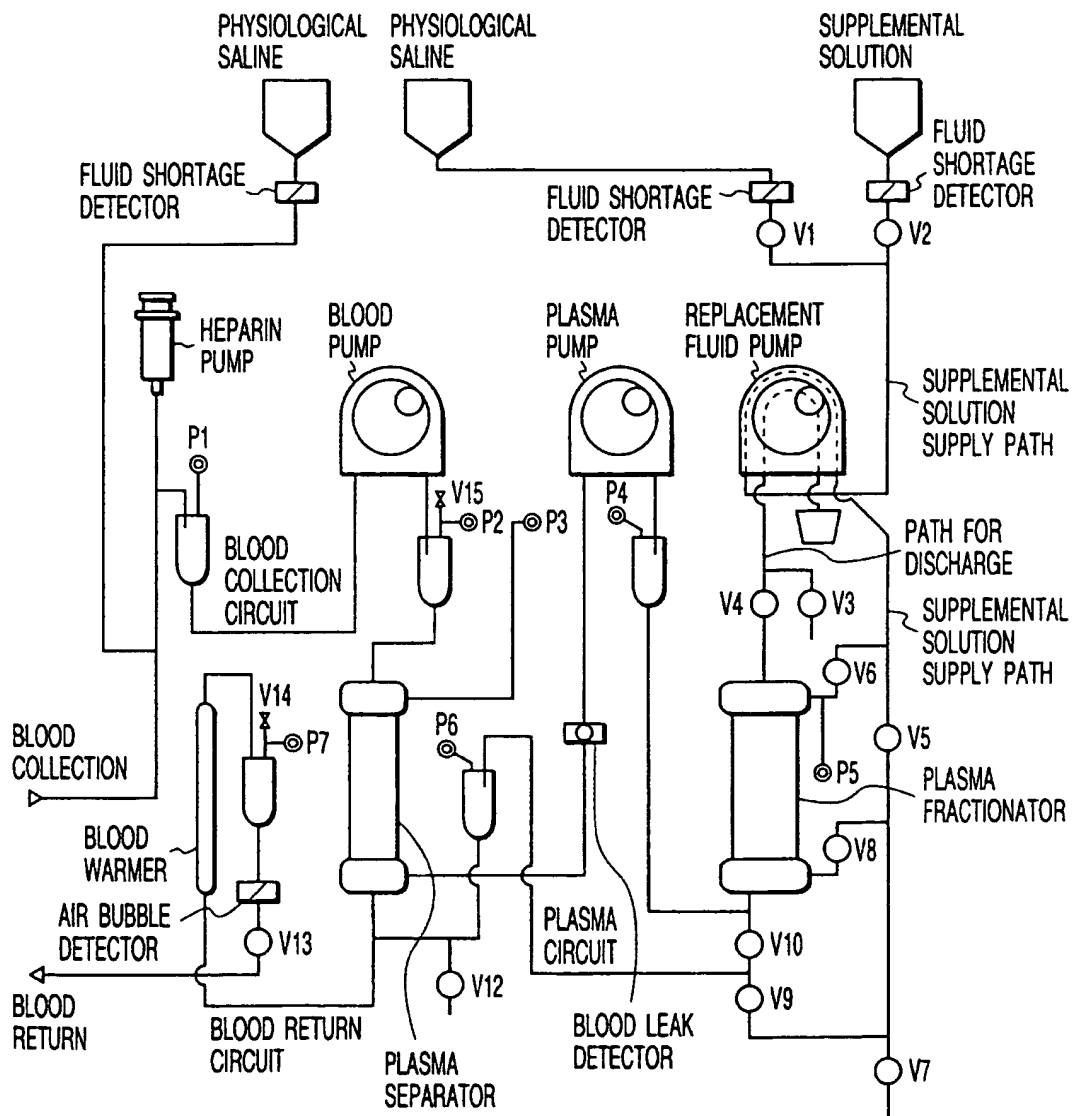 PHYSIOLOGICAL
SALINE
PHYSIOLOGICAL
SALINE
SUPPLEMENTAL
SOLUTION
FLUID SHORTAGE
DETECTOR
FLUID SHORTAGE
DETECTOR
FLUID
SHORTAGE
DETECTOR
V1
V2
HEPARIN
PUMP
BLOOD
PUMP
PLASMA
PUMP
REPLACEMENT
FLUID PUMP
SUPPLEMENTAL
SOLUTION
SUPPLY PATH
P1
V15
P2
P3
P4
BLOOD
COLLECTION
CIRCUIT
PATH FOR
DISCHARGE
V4
V3
SUPPLEMENTAL
SOLUTION
SUPPLY PATH
V6
V14
P7
P6
P5
V5
BLOOD
COLLECTION
PLASMA
FRACTIONATOR
BLOOD
WARMER
V8
AIR BUBBLE
DETECTOR
V13
PLASMA
CIRCUIT
V10
V12
V9
BLOOD
RETURN
BLOOD RETURN
CIRCUIT
PLASMA
SEPARATOR
BLOOD LEAK
DETECTOR
V7